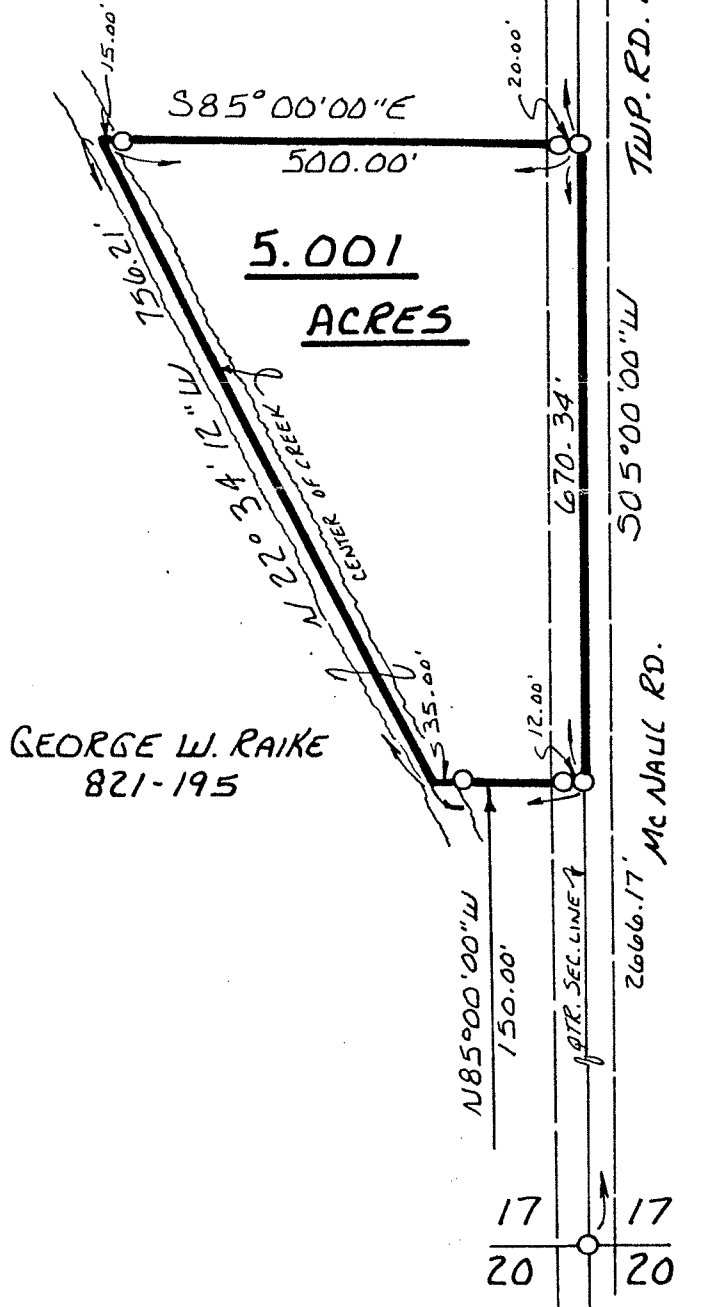 15.00'
S85°00'00"E
500.00'
20.00'
TWP. RD.
5.001
ACRES
756.21'
N 22° 34' 12" W
CENTER OF CREEK
670.34'
S05°00'00"W
35.00'
12.00'
GEORGE W. RAIKE
821-195
McNAUL RD.
2666.17'
QTR. SEC. LINE
N85°00'00"W
150.00'
17 17
20 20